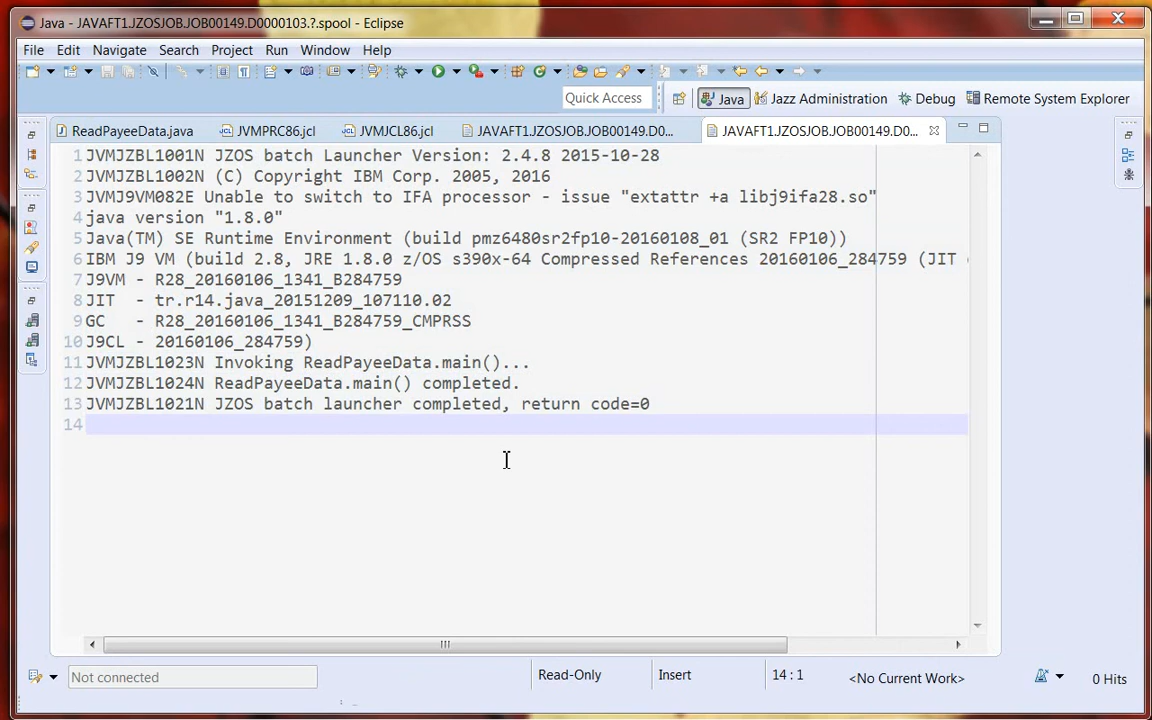 Java - JAVAFT1.JZOSJOB.JOB00149.D0000103.?.spool - Eclipse
File Edit Navigate Search Project Run Window Help
Quick Access Java Jazz Administration Debug Remote System Explorer
ReadPayeeData.java JVMPRC86.jcl JVMJCL86.jcl JAVAFT1.JZOSJOB.JOB00149.D0... JAVAFT1.JZOSJOB.JOB00149.D0...
1 JVMJZBL1001N JZOS batch Launcher Version: 2.4.8 2015-10-28
2 JVMJZBL1002N (C) Copyright IBM Corp. 2005, 2016
3 JVMJ9VM082E Unable to switch to IFA processor - issue "extattr +a libj9ifa28.so"
4 java version "1.8.0"
5 Java(TM) SE Runtime Environment (build pmz6480sr2fp10-20160108_01 (SR2 FP10))
6 IBM J9 VM (build 2.8, JRE 1.8.0 z/OS s390x-64 Compressed References 20160106_284759 (JIT
7 J9VM - R28_20160106_1341_B284759
8 JIT - tr.r14.java_20151209_107110.02
9 GC - R28_20160106_1341_B284759_CMPRSS
10 J9CL - 20160106_284759)
11 JVMJZBL1023N Invoking ReadPayeeData.main()...
12 JVMJZBL1024N ReadPayeeData.main() completed.
13 JVMJZBL1021N JZOS batch launcher completed, return code=0
14
Not connected Read-Only Insert 14 : 1 <No Current Work> 0 Hits